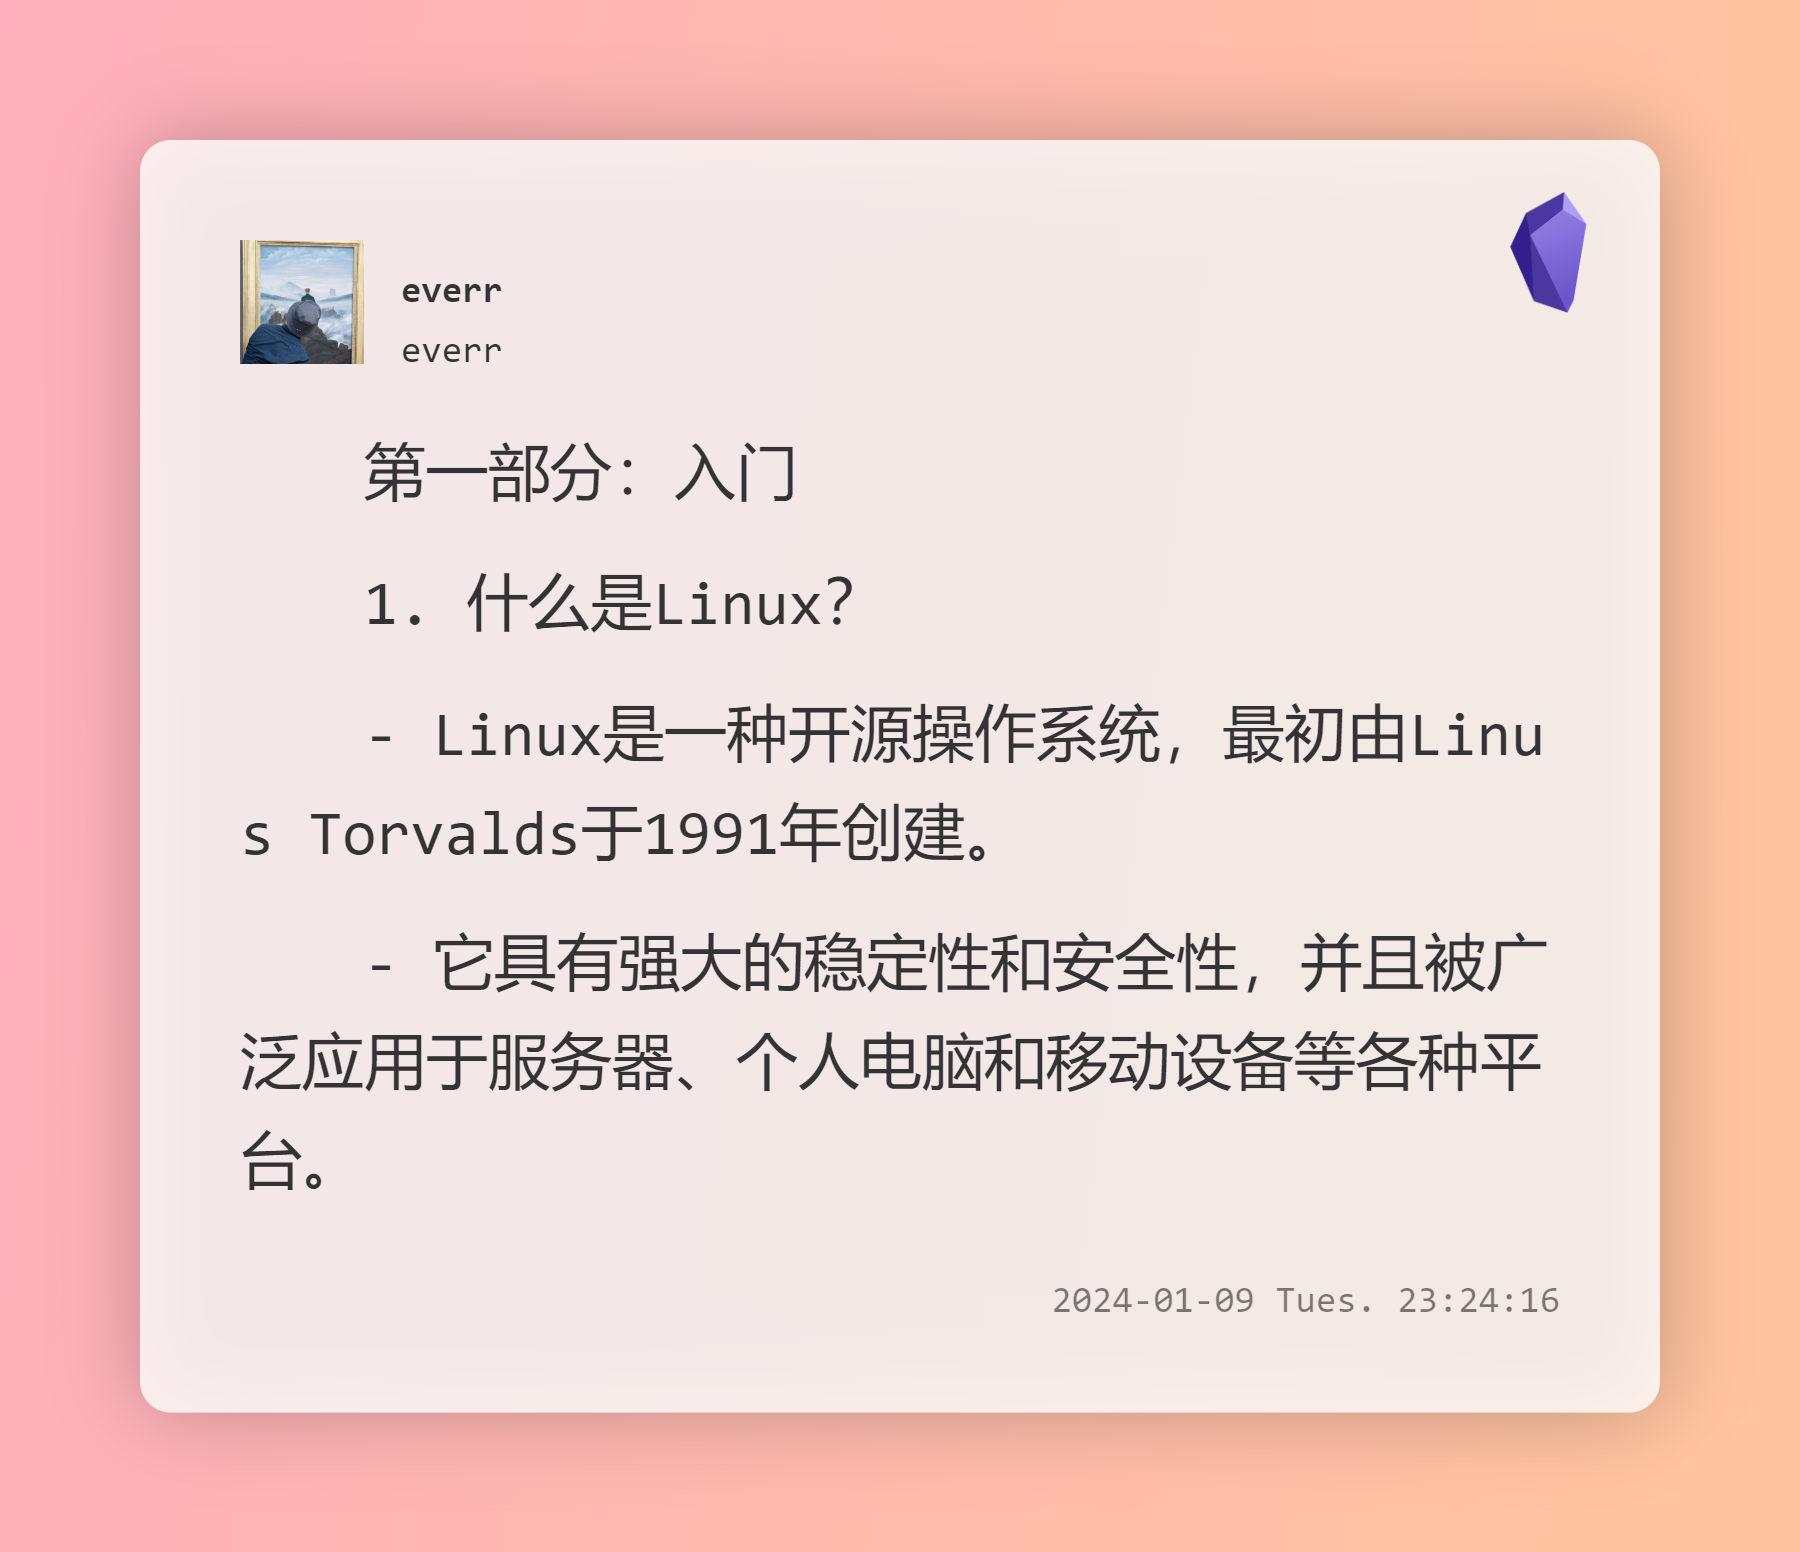 everr
everr
第一部分：入门
1. 什么是Linux？
- Linux是一种开源操作系统，最初由Linu
s Torvalds于1991年创建。
- 它具有强大的稳定性和安全性，并且被广
泛应用于服务器、个人电脑和移动设备等各种平
台。
2024-01-09 Tues. 23:24:16